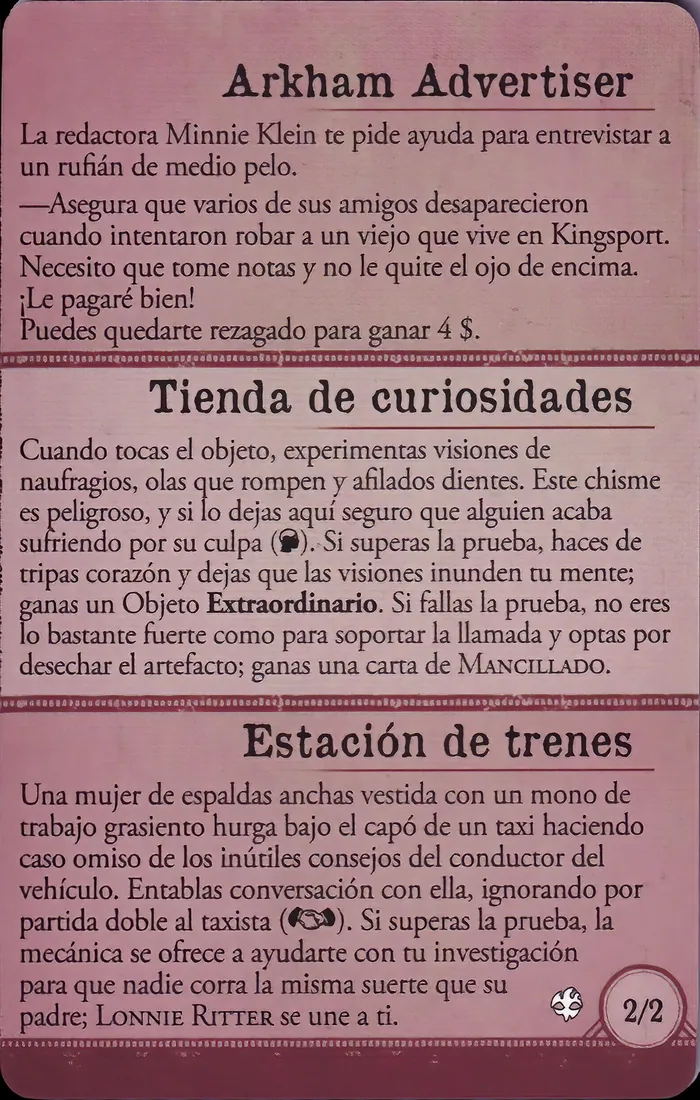 Arkham Advertiser
La redactora Minnie Klein te pide ayuda para entrevistar a
un rufián de medio pelo.
—Asegura que varios de sus amigos desaparecieron
cuando intentaron robar a un viejo que vive en Kingsport.
Necesito que tome notas y no le quite el ojo de encima.
¡Le pagaré bien!
Puedes quedarte rezagado para ganar 4 $.
Tienda de curiosidades
Cuando tocas el objeto, experimentas visiones de
naufragios, olas que rompen y afilados dientes. Este chisme
es peligroso, y si lo dejas aquí seguro que alguien acaba
sufriendo por su culpa ( ). Si superas la prueba, haces de
tripas corazón y dejas que las visiones inunden tu mente;
ganas un Objeto Extraordinario. Si fallas la prueba, no eres
lo bastante fuerte como para soportar la llamada y optas por
desechar el artefacto; ganas una carta de MANCILLADO.
Estación de trenes
Una mujer de espaldas anchas vestida con un mono de
trabajo grasiento hurga bajo el capó de un taxi haciendo
caso omiso de los inútiles consejos del conductor del
vehículo. Entablas conversación con ella, ignorando por
partida doble al taxista ( ). Si superas la prueba, la
mecánica se ofrece a ayudarte con tu investigación
para que nadie corra la misma suerte que su
padre; LONNIE RITTER se une a ti.
2/2